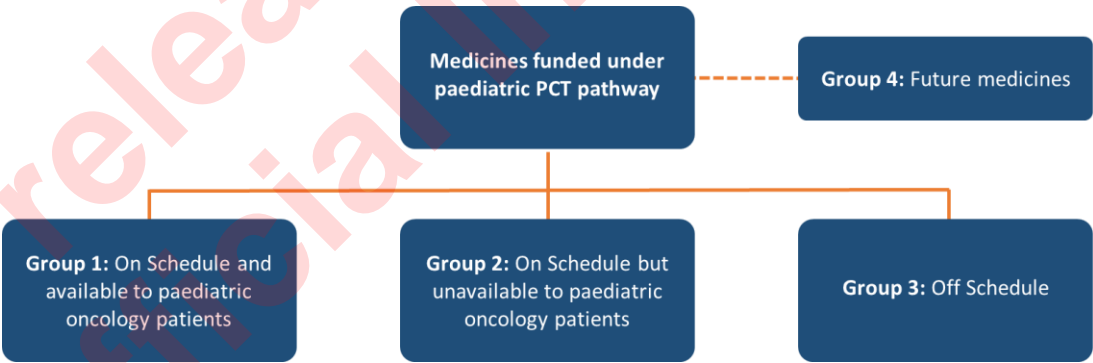 Medicines funded under
paediatric PCT pathway
Group 4: Future medicines
Group 1: On Schedule and
available to paediatric
oncology patients
Group 2: On Schedule but
unavailable to paediatric
oncology patients
Group 3: Off Schedule